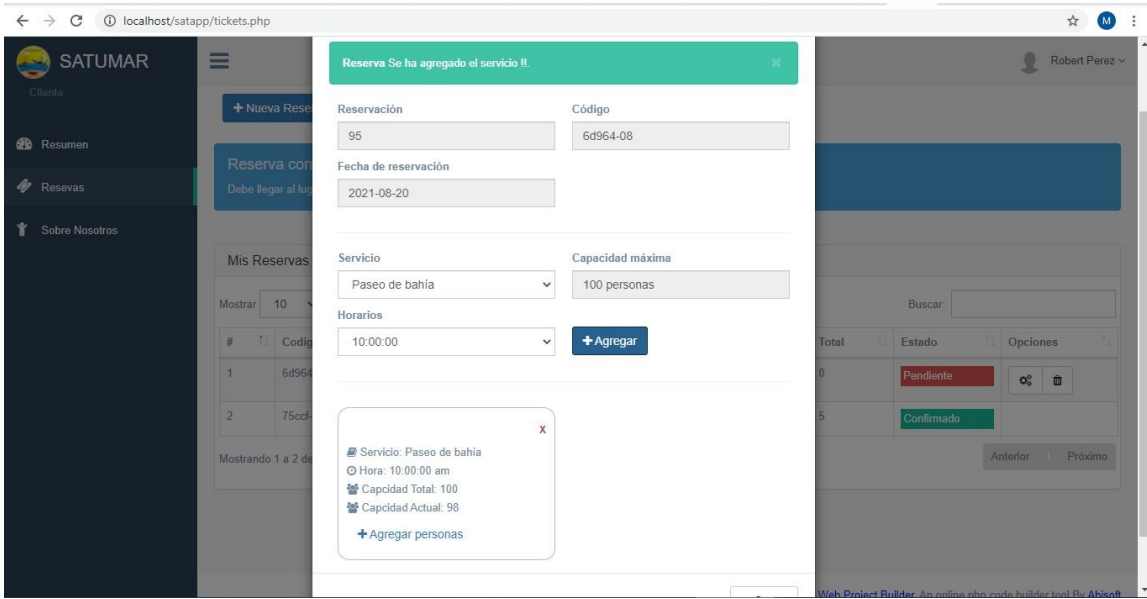 localhost/satapp/tickets.php
M
SATUMAR
Cliente
Resumen
Resevas
Sobre Nosotros
Robert Perez
Nueva Rese
Reserva con
Debe llegar al lug
Mis Reservas
Mostrar 10
Buscar:
# Codig Total Estado Opciones
1 6d964 0 Pendiente
2 75ccf- 5 Confirmado
Mostrando 1 a 2 de
Anterior 1 Próximo
Reserva Se ha agregado el servicio !!.
x
Reservación
95
Código
6d964-08
Fecha de reservación
2021-08-20
Servicio
Paseo de bahía
Capacidad máxima
100 personas
Horarios
10:00:00
Agregar
X
Servicio: Paseo de bahía
Hora: 10:00:00 am
Capcidad Total: 100
Capcidad Actual: 98
Agregar personas
Web Project Builder. An online php code builder tool By Abisoft